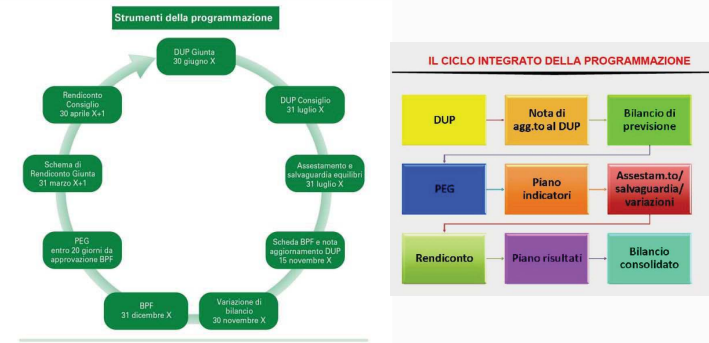 Strumenti della programmazione
DUP Giunta
30 giugno X
DUP Consiglio
31 luglio X
Assestamento e
salvaguardia equilibri
31 luglio X
Scheda BPF e nota
aggiornamento DUP
15 novembre X
Variazione di
bilancio
30 novembre X
BPF
31 dicembre X
PEG
entro 20 giorni da
approvazione BPF
Schema di
Rendiconto Giunta
31 marzo X+1
Rendiconto
Consiglio
30 aprile X+1
IL CICLO INTEGRATO DELLA PROGRAMMAZIONE
DUP
Nota di
agg.to al DUP
Bilancio di
previsione
PEG
Piano
indicatori
Assestam.to/
salvaguardia/
variazioni
Rendiconto
Piano risultati
Bilancio
consolidato